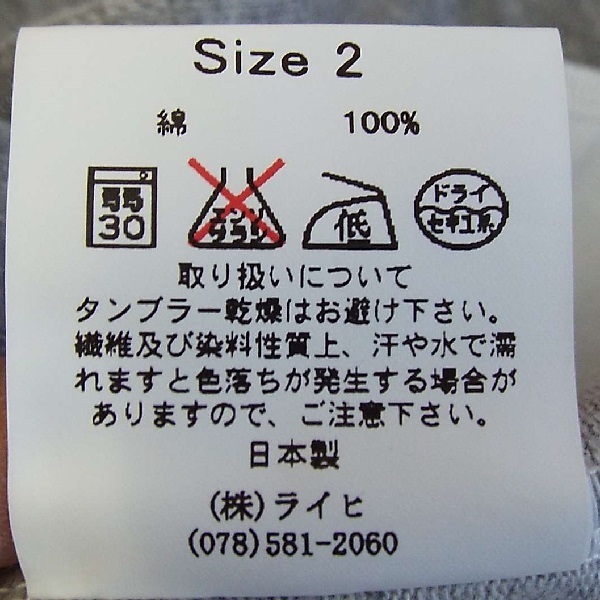 Size 2
綿 100%
弱 30 エンソ サラシ 低 ドライ セキユ系
取り扱いについて
タンブラー乾燥はお避け下さい。
繊維及び染料性質上、汗や水で濡
れますと色落ちが発生する場合が
ありますので、ご注意下さい。
日本製
(株)ライヒ
(078)581-2060